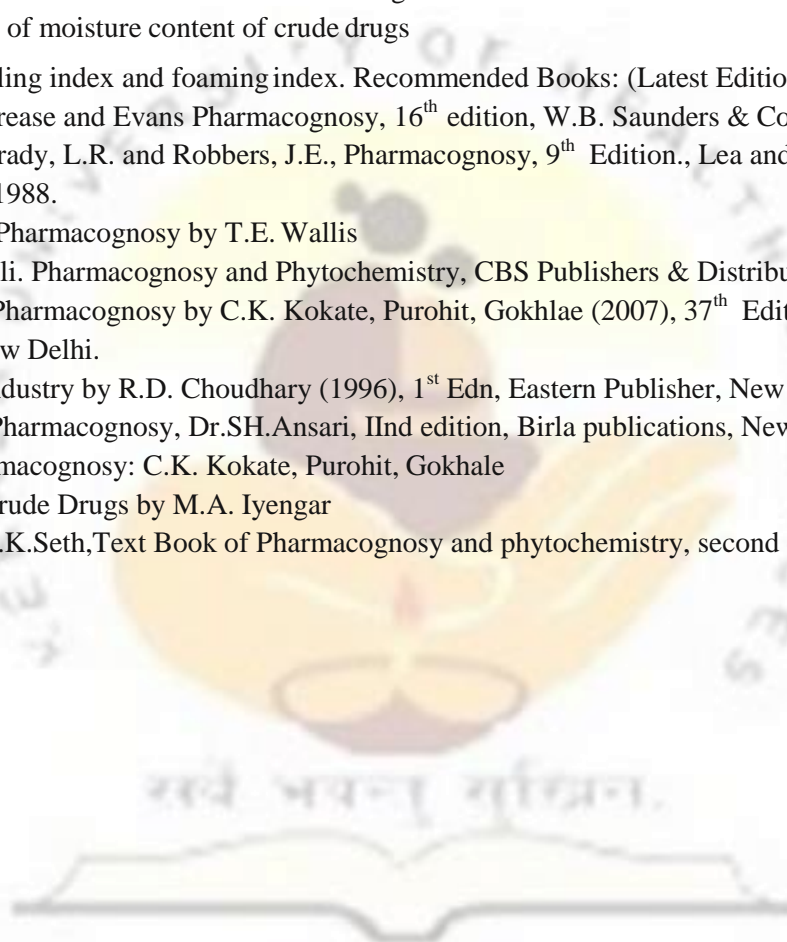 of moisture content of crude drugs
ling index and foaming index. Recommended Books: (Latest Editio
rease and Evans Pharmacognosy, 16th edition, W.B. Saunders & Co
rady, L.R. and Robbers, J.E., Pharmacognosy, 9th Edition., Lea and
1988.
Pharmacognosy by T.E. Wallis
li. Pharmacognosy and Phytochemistry, CBS Publishers & Distribu
Pharmacognosy by C.K. Kokate, Purohit, Gokhlae (2007), 37th Edit
w Delhi.
ndustry by R.D. Choudhary (1996), 1st Edn, Eastern Publisher, New
Pharmacognosy, Dr.SH.Ansari, IInd edition, Birla publications, New
macognosy: C.K. Kokate, Purohit, Gokhale
rude Drugs by M.A. Iyengar
.K.Seth,Text Book of Pharmacognosy and phytochemistry, second